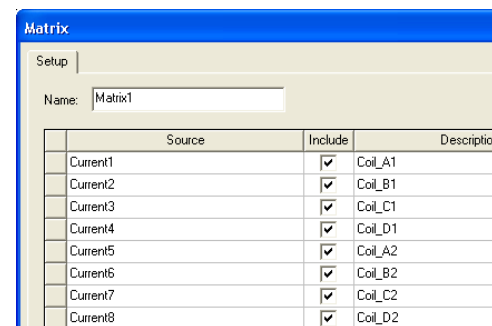 Matrix
Setup
Name: Matrix1
Source Include Descriptio
Current1 Coil_A1
Current2 Coil_B1
Current3 Coil_C1
Current4 Coil_D1
Current5 Coil_A2
Current6 Coil_B2
Current7 Coil_C2
Current8 Coil_D2